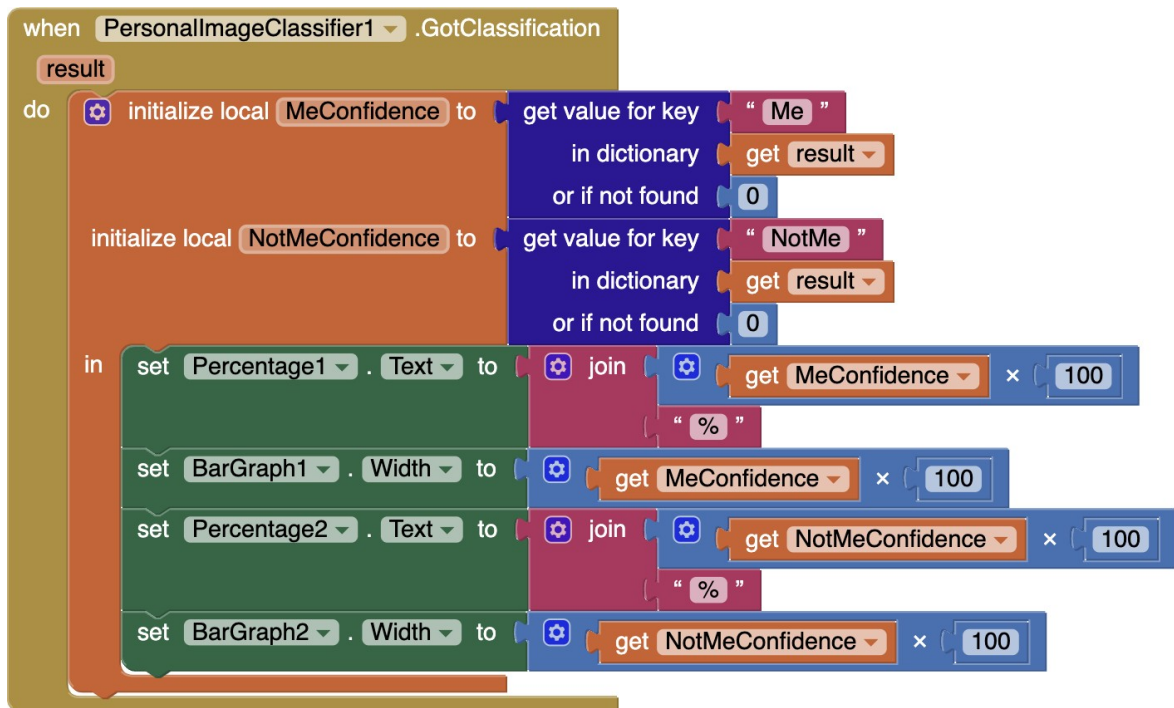 when PersonalImageClassifier1 .GotClassification
result
do initialize local MeConfidence to get value for key “ Me ”
in dictionary get result
or if not found 0
initialize local NotMeConfidence to get value for key “ NotMe ”
in dictionary get result
or if not found 0
in set Percentage1 . Text to join get MeConfidence × 100
“ % ”
set BarGraph1 . Width to get MeConfidence × 100
set Percentage2 . Text to join get NotMeConfidence × 100
“ % ”
set BarGraph2 . Width to get NotMeConfidence × 100